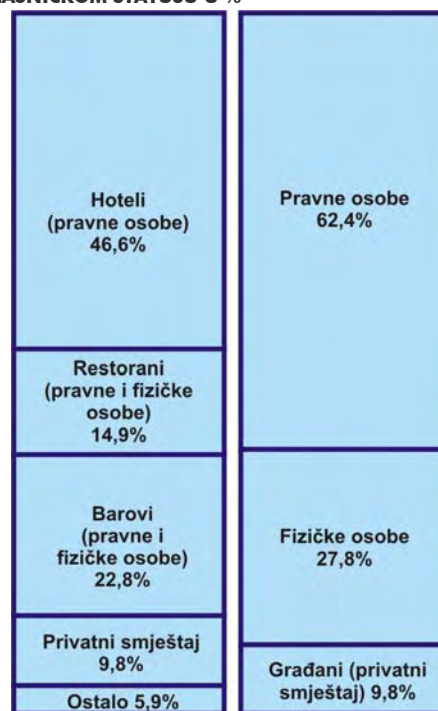 STATUSU U %
Hoteli
(pravne osobe)
46,6%
Restorani
(pravne i fizičke
osobe)
14,9%
Barovi
(pravne i
fizičke osobe)
22,8%
Privatni smještaj
9,8%
Ostalo 5,9%
Pravne osobe
62,4%
Fizičke osobe
27,8%
Građani (privatni
smještaj) 9,8%